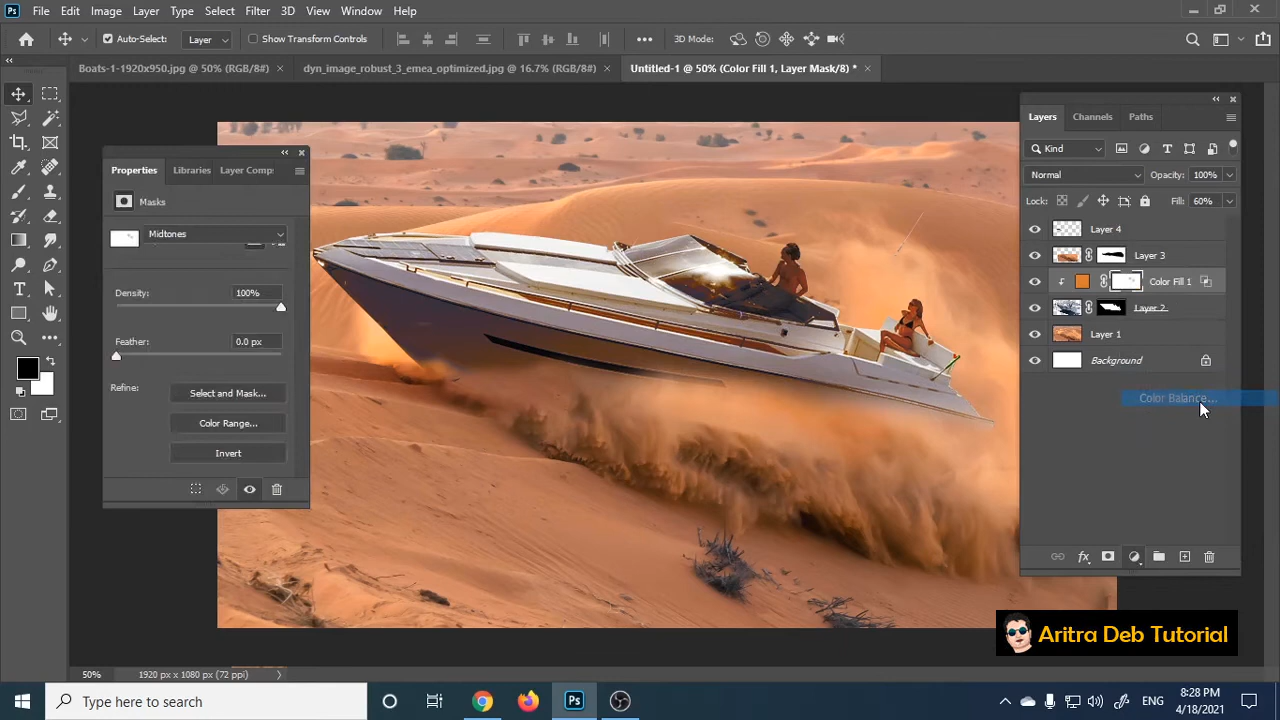 Ps File Edit Image Layer Type Select Filter 3D View Window Help
Auto-Select: Layer Show Transform Controls 3D Mode:
Boats-1-1920x950.jpg @ 50% (RGB/8#) × dyn_image_robust_3_emea_optimized.jpg @ 16.7% (RGB/8#) × Untitled-1 @ 50% (Color Fill 1, Layer Mask/8) * ×
Properties Libraries Layer Comp
Masks
Midtones
Density: 100%
Feather: 0.0 px
Refine: Select and Mask...
Color Range...
Invert
Layers Channels Paths
Kind
Normal Opacity: 100%
Lock: Fill: 60%
Layer 4
Layer 3
Color Fill 1
Layer 2
Layer 1
Background
Color Balance...
fx
Aritra Deb Tutorial
50% 1920 px x 1080 px (72 ppi)
Type here to search
Ps
ENG
8:28 PM
4/18/2021